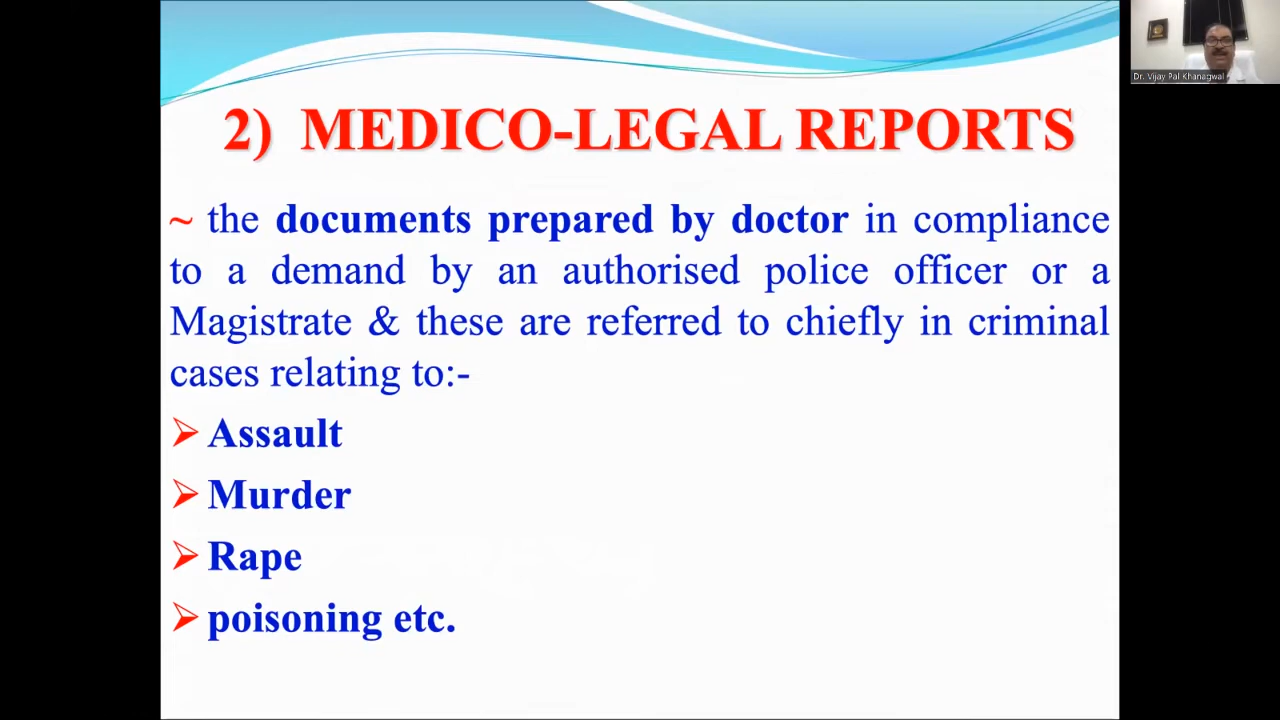 Dr. Vijay Pal Khanagwal
2) MEDICO-LEGAL REPORTS
~ the documents prepared by doctor in compliance
to a demand by an authorised police officer or a
Magistrate & these are referred to chiefly in criminal
cases relating to:-
➢ Assault
➢ Murder
➢ Rape
➢ poisoning etc.